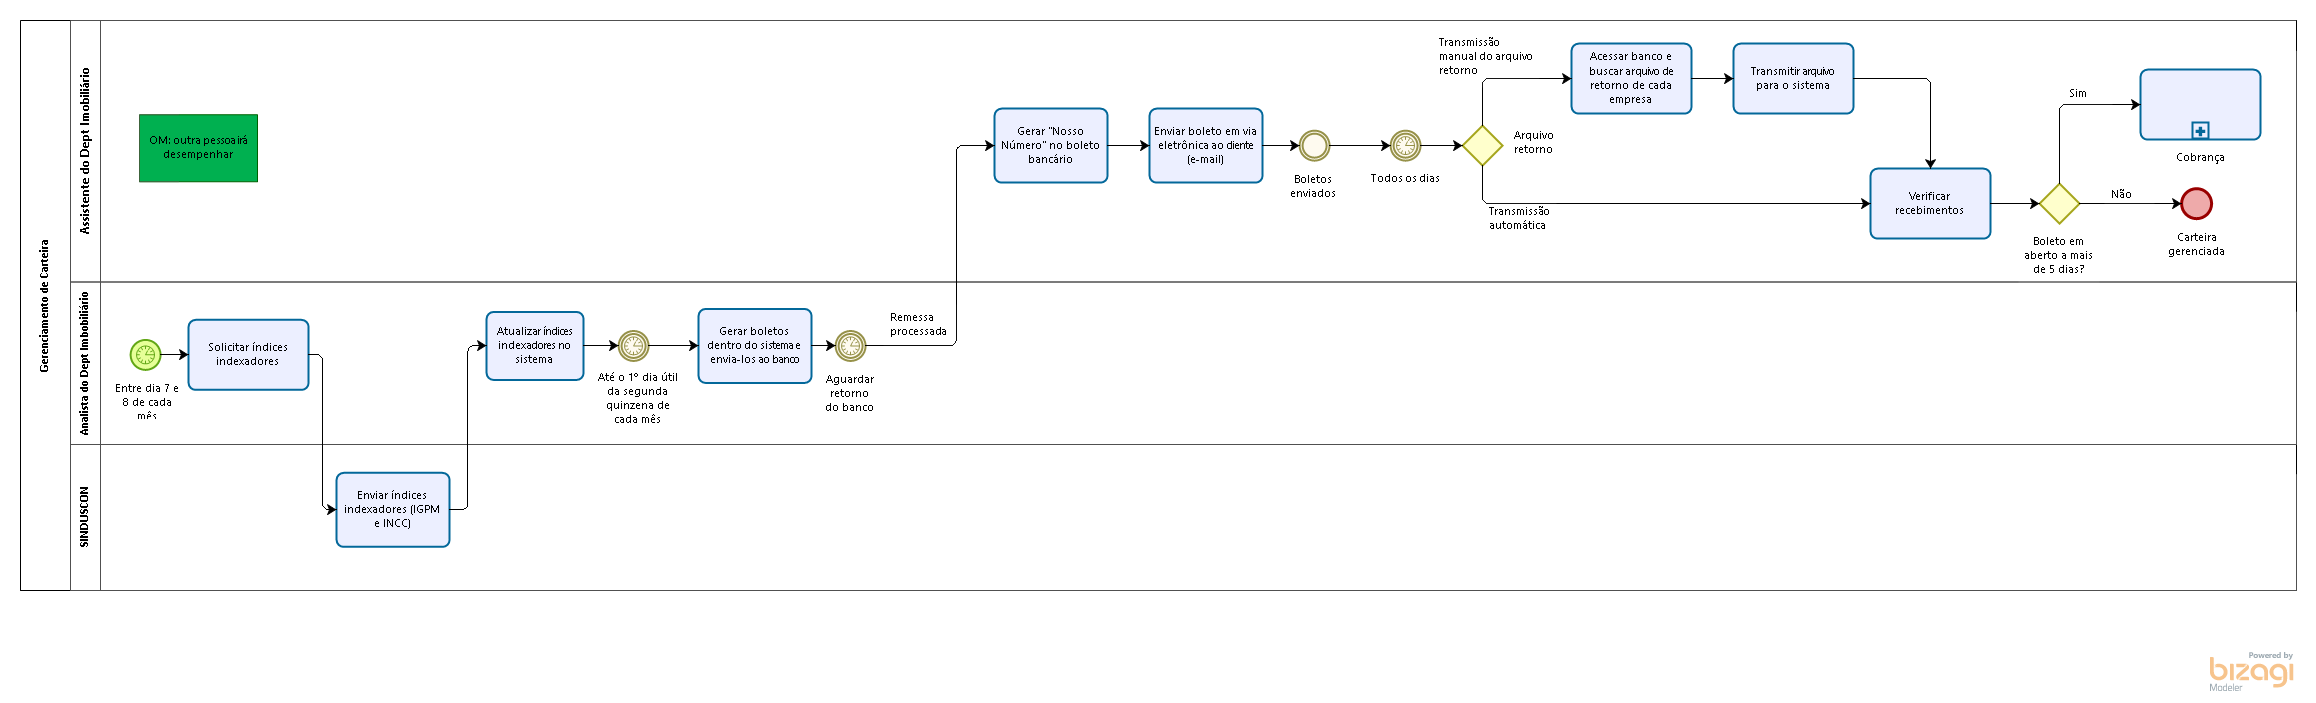 Gerenciamento de Carteira
Assistente do Dept Imobiliário
OM: outra pessoa irá
desempenhar
Gerar "Nosso
Número" no boleto
bancário
Enviar boleto em via
eletrônica ao cliente
(e-mail)
Boletos
enviados
Todos os dias
Transmissão
manual do arquivo
retorno
Arquivo
retorno
Transmissão
automática
Acessar banco e
buscar arquivo de
retorno de cada
empresa
Transmitir arquivo
para o sistema
Verificar
recebimentos
Boleto em
aberto a mais
de 5 dias?
Sim
Cobrança
Não
Carteira
gerenciada
Analista do Dept Imbobiliário
Entre dia 7 e
8 de cada
mês
Solicitar índices
indexadores
Atualizar índices
indexadores no
sistema
Até o 1° dia útil
da segunda
quinzena de
cada mês
Gerar boletos
dentro do sistema e
envia-los ao banco
Aguardar
retorno
do banco
Remessa
processada
SINDUSCON
Enviar índices
indexadores (IGPM
e INCC)
Powered by
bizagi
Modeler